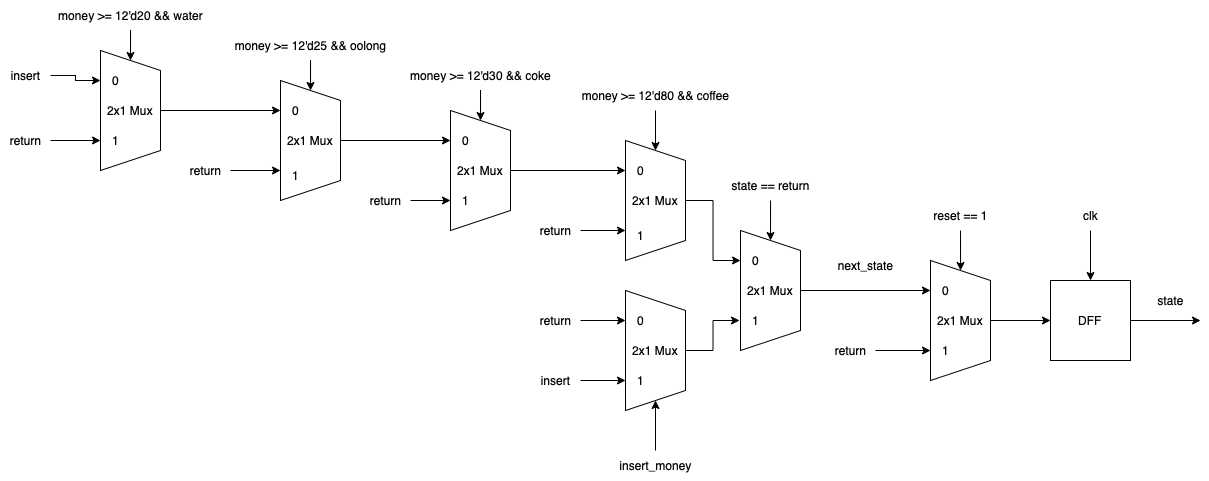 money >= 12'd20 && water
insert
0
2x1 Mux
return
1
money >= 12'd25 && oolong
0
2x1 Mux
return
1
money >= 12'd30 && coke
0
2x1 Mux
return
1
money >= 12'd80 && coffee
0
2x1 Mux
return
1
return
0
2x1 Mux
insert
1
insert_money
state == return
0
2x1 Mux
1
next_state
reset == 1
0
2x1 Mux
return
1
clk
DFF
state